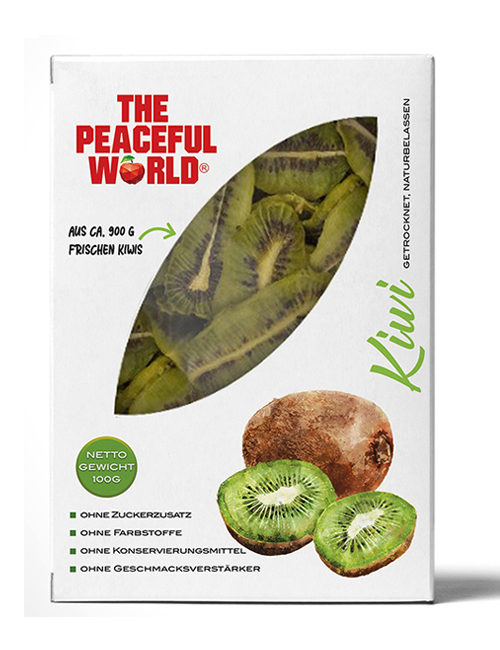 THE
PEACEFUL
WORLD®
AUS CA. 900 G
FRISCHEN KIWIS
Kiwi
GETROCKNET, NATURBELASSEN
NETTO
GEWICHT
100G
OHNE ZUCKERZUSATZ
OHNE FARBSTOFFE
OHNE KONSERVIERUNGSMITTEL
OHNE GESCHMACKSVERSTÄRKER